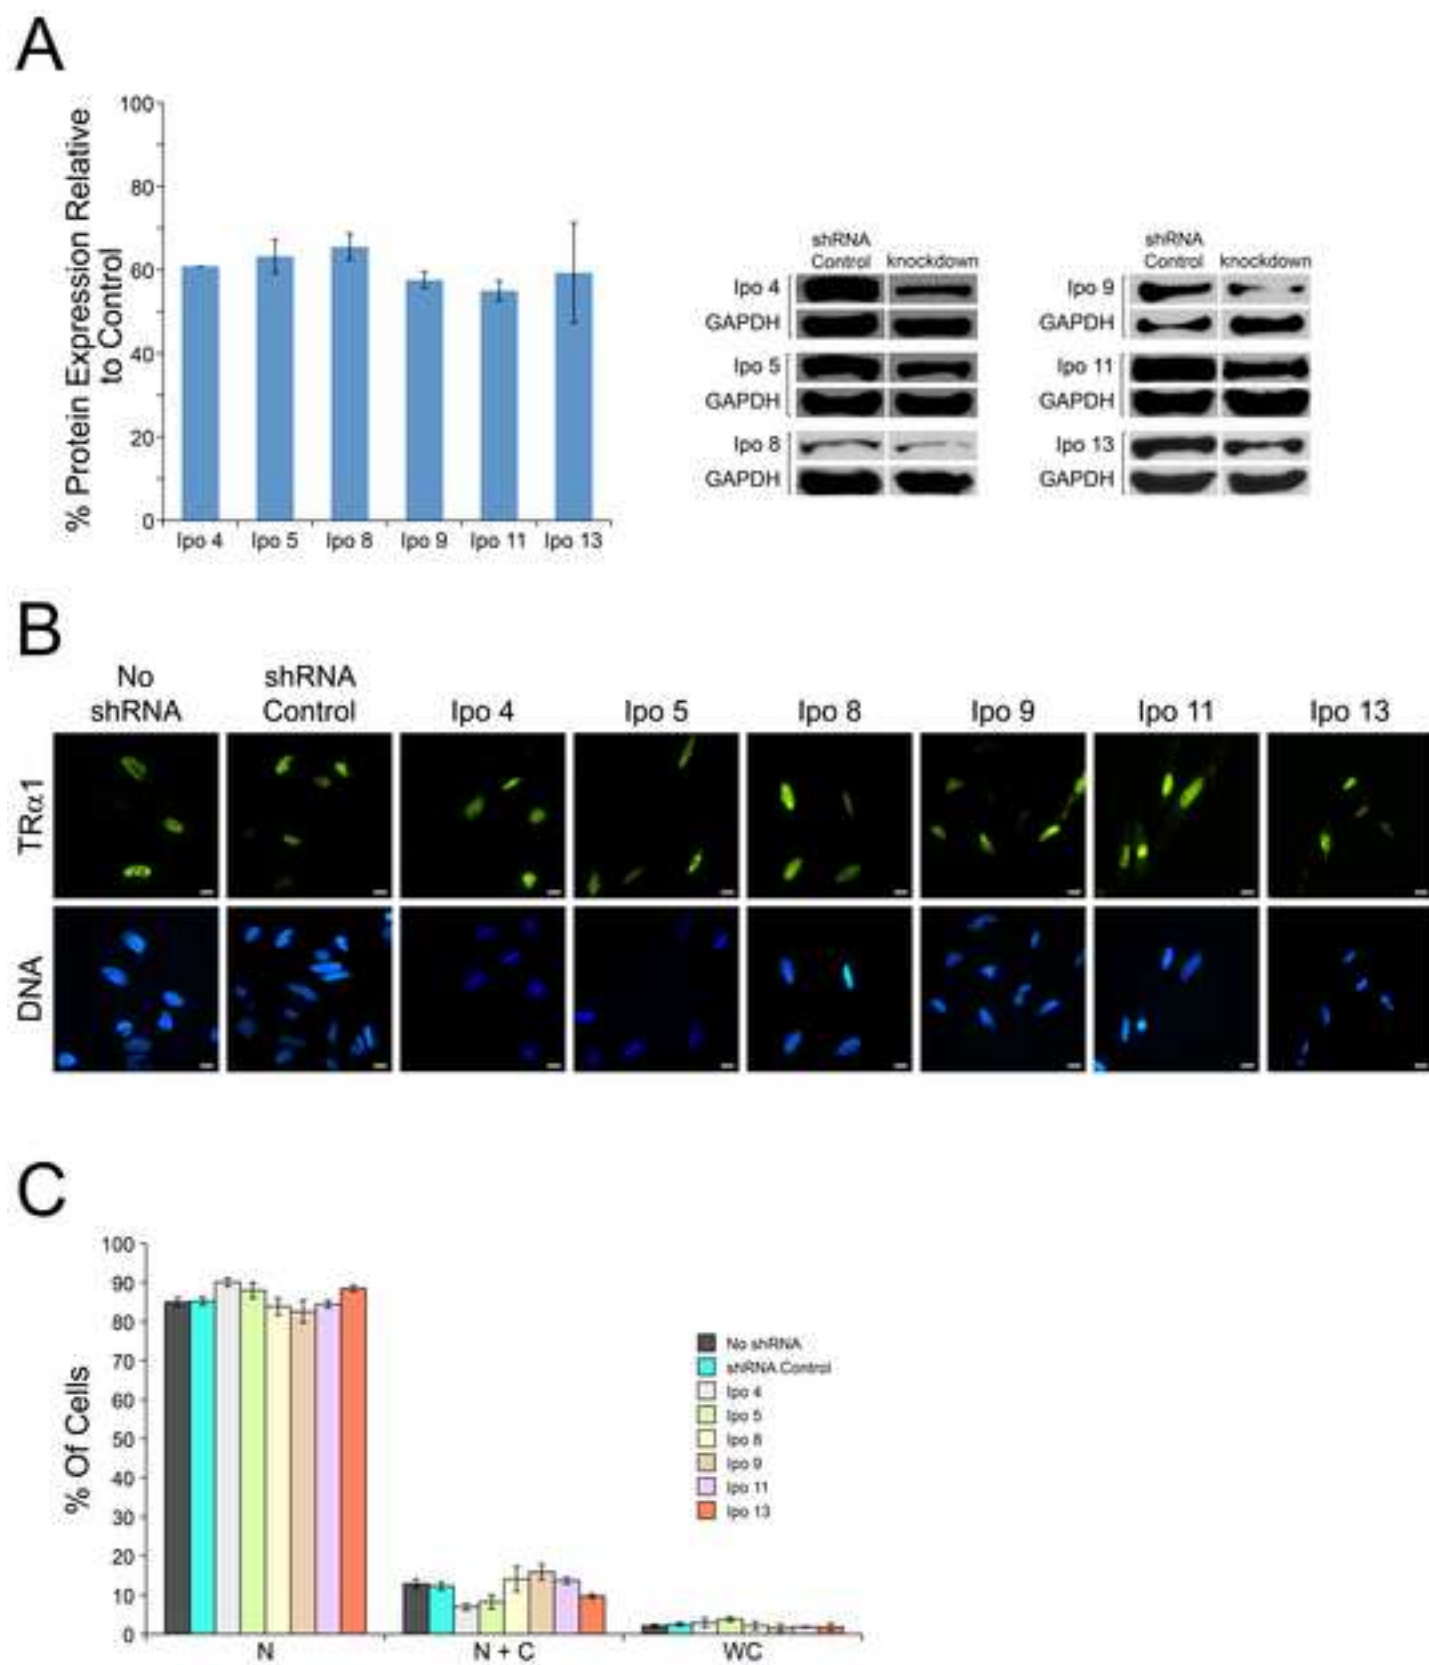 A
% Protein Expression Relative
to Control
100
80
60
40
20
0
Ipo 4 Ipo 5 Ipo 8 Ipo 9 Ipo 11 Ipo 13
shRNA
Control knockdown
Ipo 4
GAPDH
Ipo 5
GAPDH
Ipo 8
GAPDH
shRNA
Control knockdown
Ipo 9
GAPDH
Ipo 11
GAPDH
Ipo 13
GAPDH
B
No
shRNA
shRNA
Control
Ipo 4 Ipo 5 Ipo 8 Ipo 9 Ipo 11 Ipo 13
TRα1
DNA
C
% Of Cells
100
90
80
70
60
50
40
30
20
10
0
N N + C WC
No shRNA
shRNA Control
Ipo 4
Ipo 5
Ipo 8
Ipo 9
Ipo 11
Ipo 13